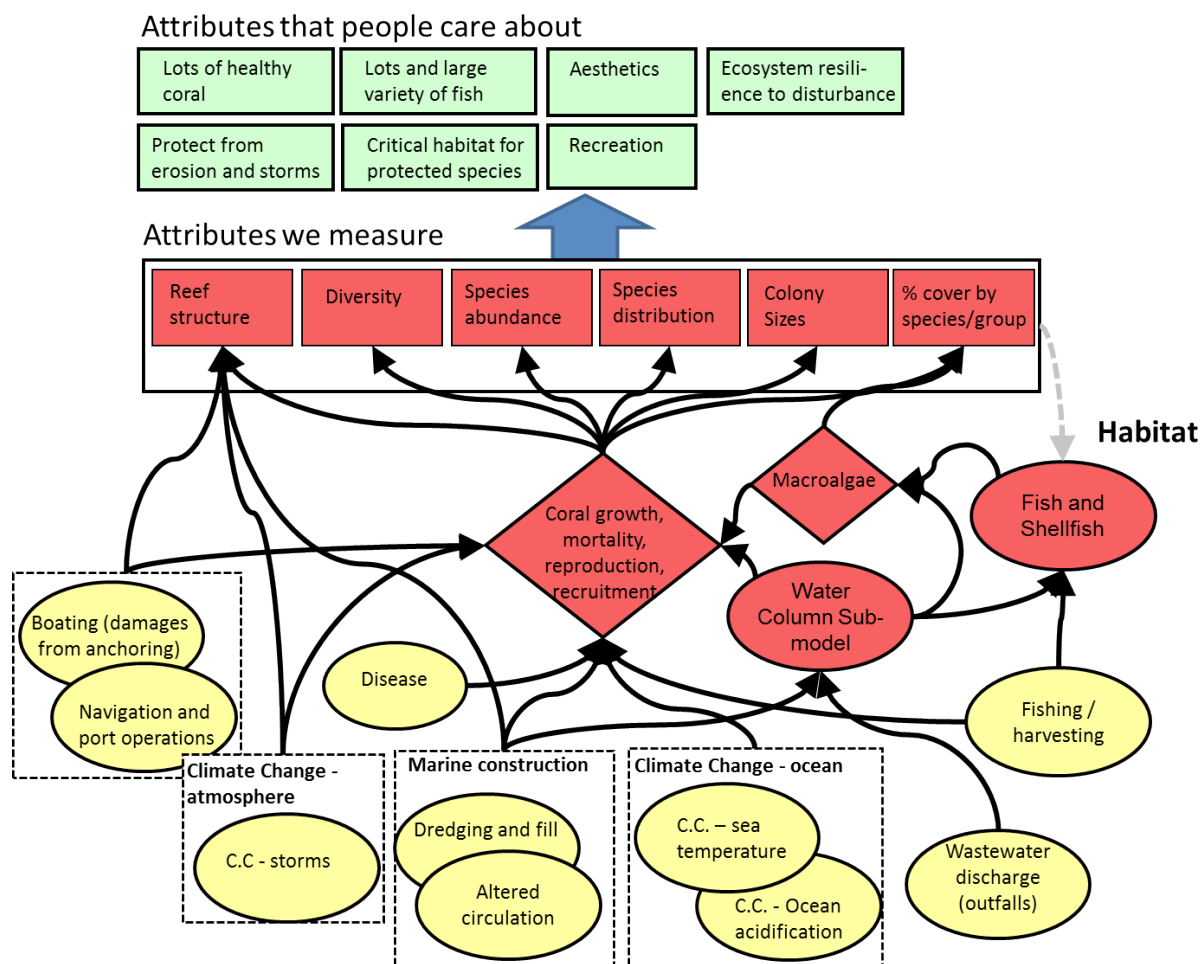 Attributes that people care about
Lots of healthy
coral
Lots and large
variety of fish
Aesthetics
Ecosystem resili-
ence to disturbance
Protect from
erosion and storms
Critical habitat for
protected species
Recreation
Attributes we measure
Reef
structure
Diversity
Species
abundance
Species
distribution
Colony
Sizes
% cover by
species/group
Habitat
Macroalgae
Fish and
Shellfish
Coral growth,
mortality,
reproduction,
recruitment
Water
Column Sub-
model
Boating (damages
from anchoring)
Navigation and
port operations
Disease
Fishing /
harvesting
Climate Change -
atmosphere
C.C - storms
Marine construction
Dredging and fill
Altered
circulation
Climate Change - ocean
C.C. – sea
temperature
C.C. - Ocean
acidification
Wastewater
discharge
(outfalls)